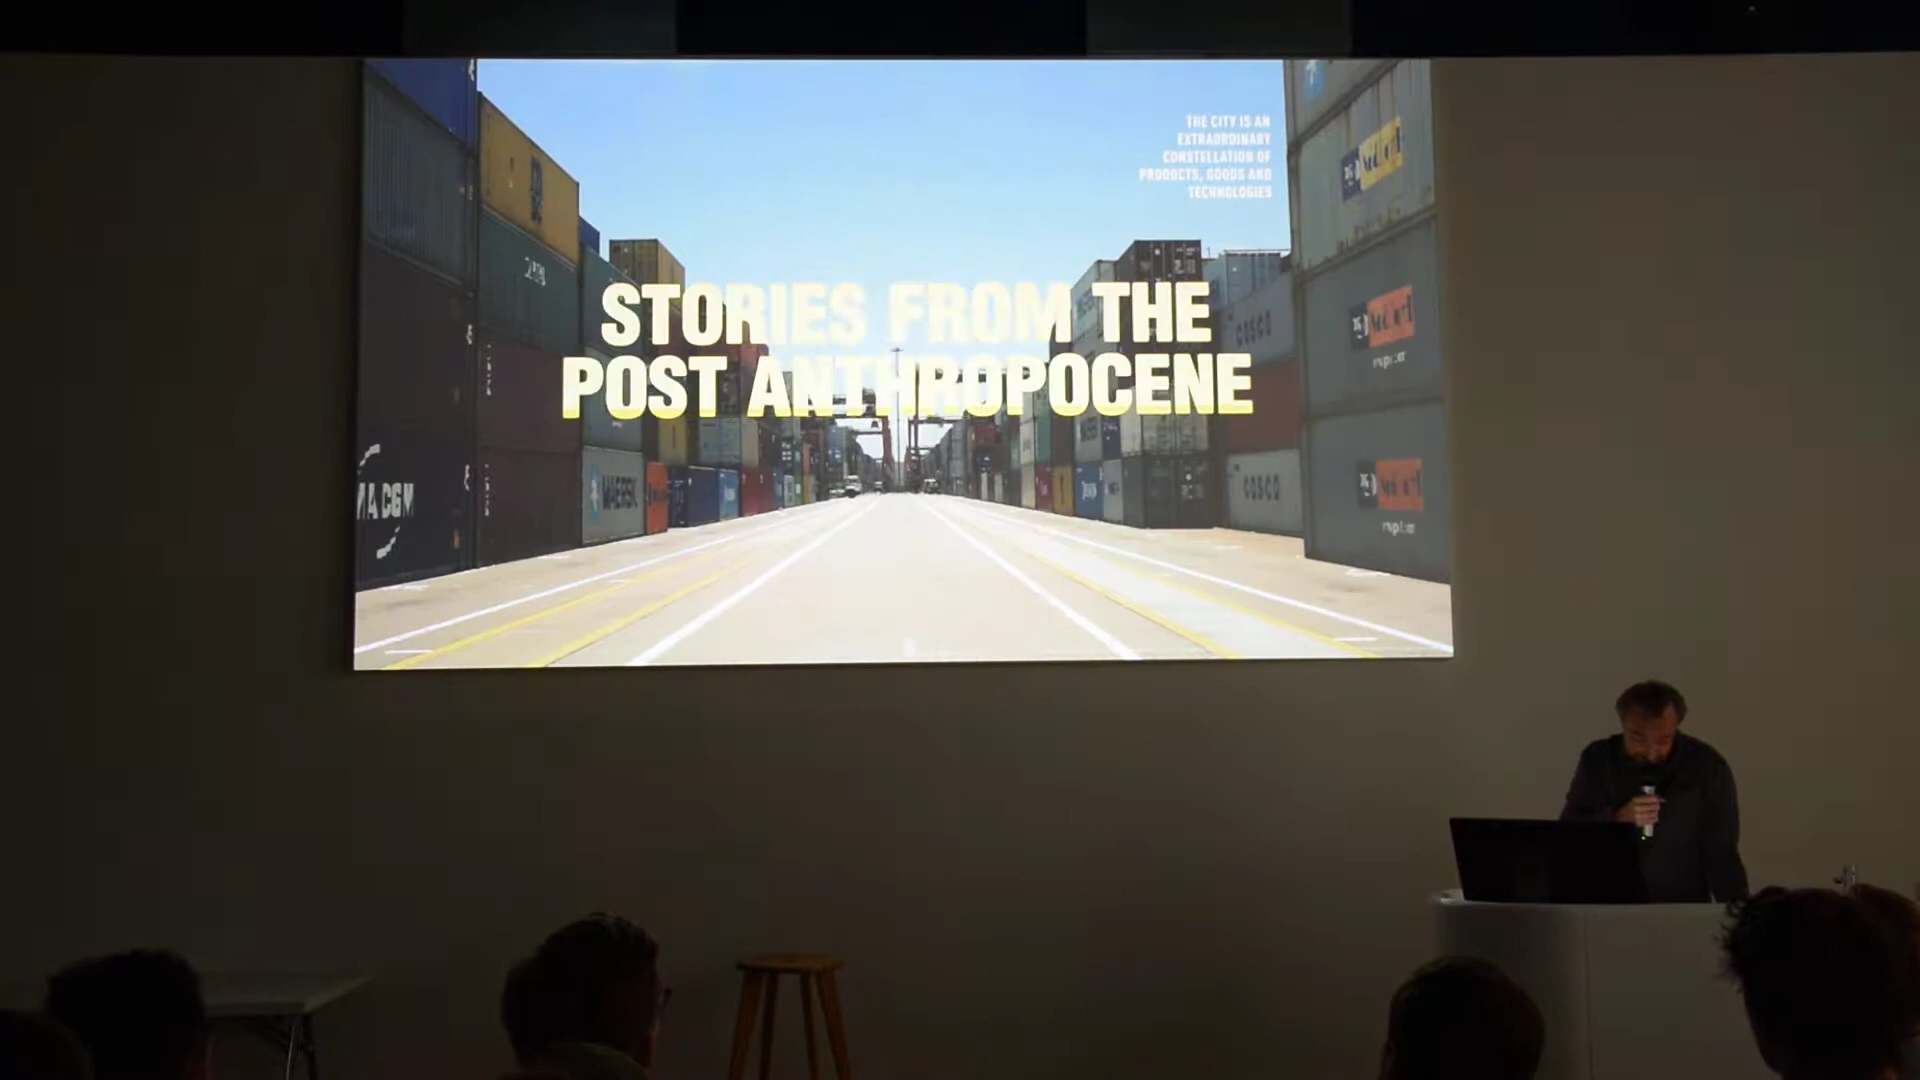 THE CITY IS AN
EXTRAORDINARY
CONSTELLATION OF
PRODUCTS, GOODS AND
TECHNOLOGIES
STORIES FROM THE
POST ANTHROPOCENE
COSCO
MAERSK
COSCO